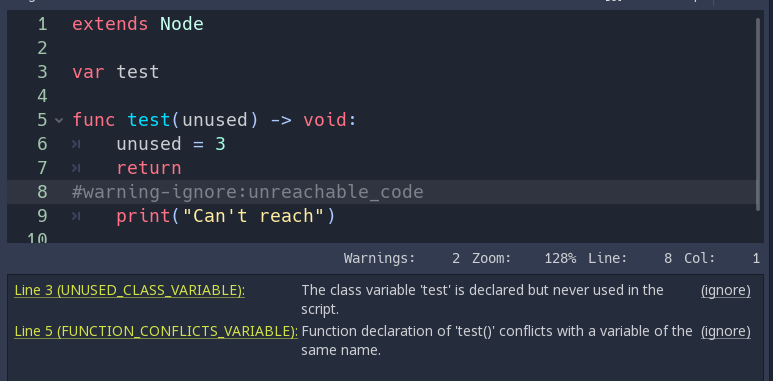 1 extends Node
2
3 var test
4
5 func test(unused) -> void:
6 unused = 3
7 return
8 #warning-ignore:unreachable_code
9 print("Can't reach")
10
Warnings: 2 Zoom: 128% Line: 8 Col: 1
Line 3 (UNUSED_CLASS_VARIABLE): The class variable 'test' is declared but never used in the (ignore)
script.
Line 5 (FUNCTION_CONFLICTS_VARIABLE): Function declaration of 'test()' conflicts with a variable of the (ignore)
same name.